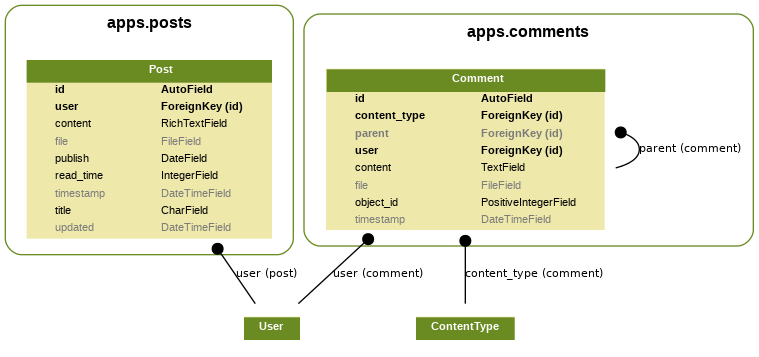 apps.posts
Post
id AutoField
user ForeignKey (id)
content RichTextField
file FileField
publish DateField
read_time IntegerField
timestamp DateTimeField
title CharField
updated DateTimeField
apps.comments
Comment
id AutoField
content_type ForeignKey (id)
parent ForeignKey (id)
user ForeignKey (id)
content TextField
file FileField
object_id PositiveIntegerField
timestamp DateTimeField
parent (comment)
user (post)
user (comment)
content_type (comment)
User
ContentType